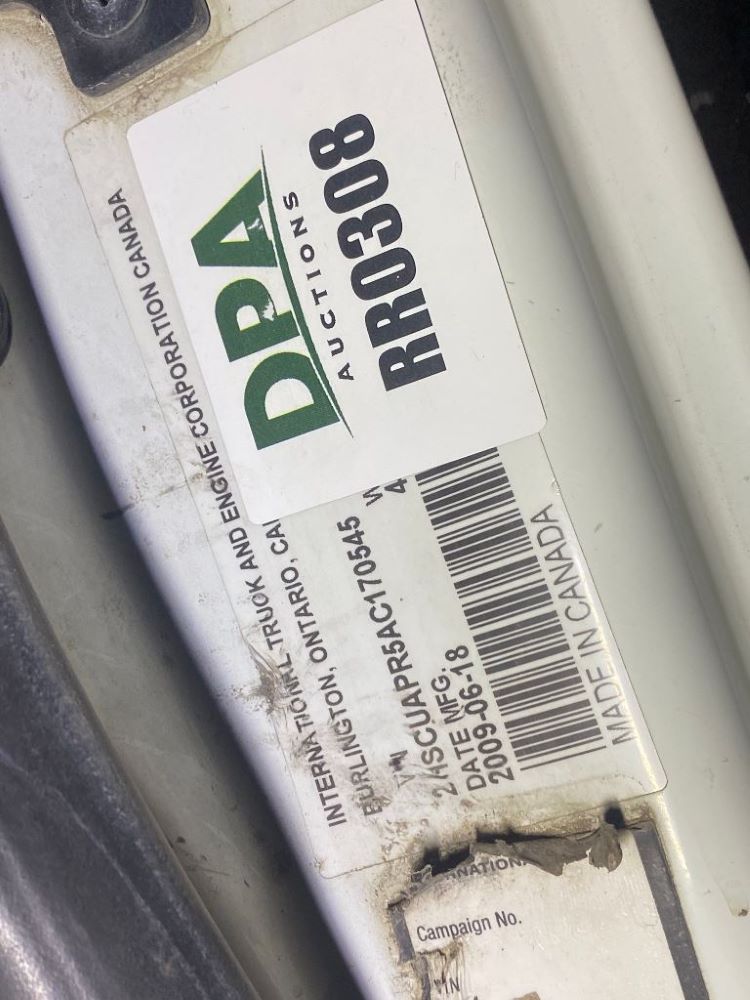 DPA
AUCTIONS
RR0308
INTERNATIONAL TRUCK AND ENGINE CORPORATION CANADA
BURLINGTON, ONTARIO, CA
VIN
2HSCUAPR5AC170545
DATE MFG.
2009-06-18
MADE IN CANADA
Campaign No.